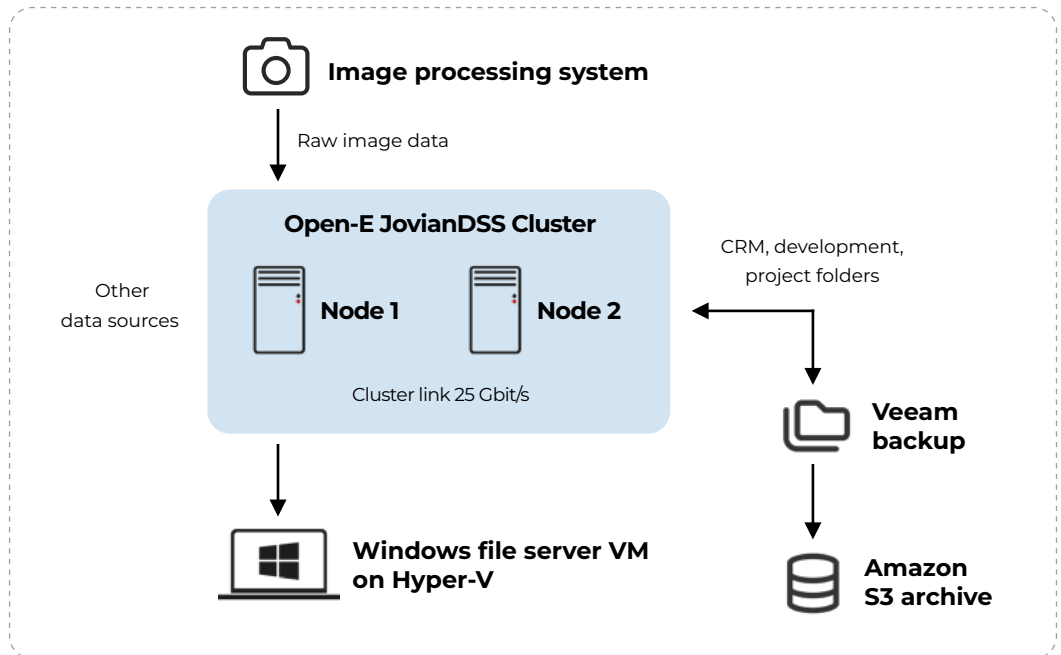 Image processing system
Raw image data
Open-E JovianDSS Cluster
Node 1
Node 2
Cluster link 25 Gbit/s
Other
data sources
CRM, development,
project folders
Veeam
backup
Windows file server VM
on Hyper-V
Amazon
S3 archive